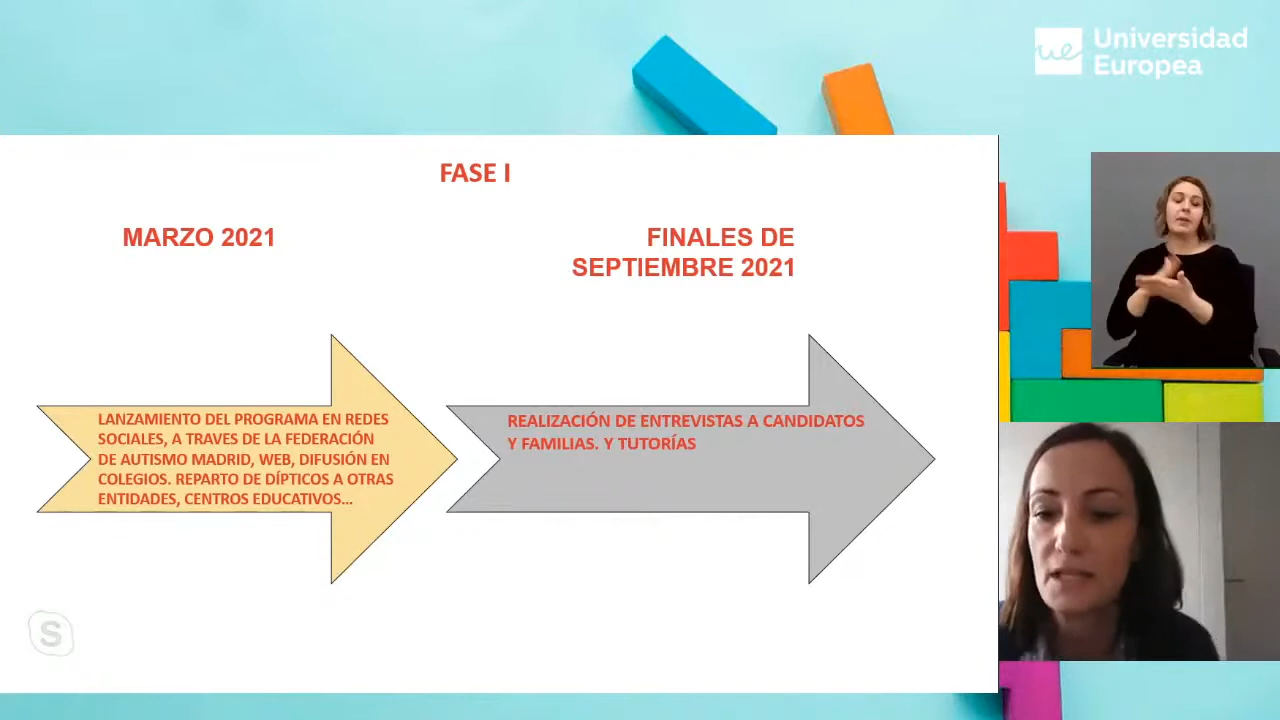 ue Universidad
Europea
FASE I
MARZO 2021
FINALES DE
SEPTIEMBRE 2021
LANZAMIENTO DEL PROGRAMA EN REDES
SOCIALES, A TRAVES DE LA FEDERACIÓN
DE AUTISMO MADRID, WEB, DIFUSIÓN EN
COLEGIOS. REPARTO DE DÍPTICOS A OTRAS
ENTIDADES, CENTROS EDUCATIVOS...
REALIZACIÓN DE ENTREVISTAS A CANDIDATOS
Y FAMILIAS. Y TUTORÍAS
S